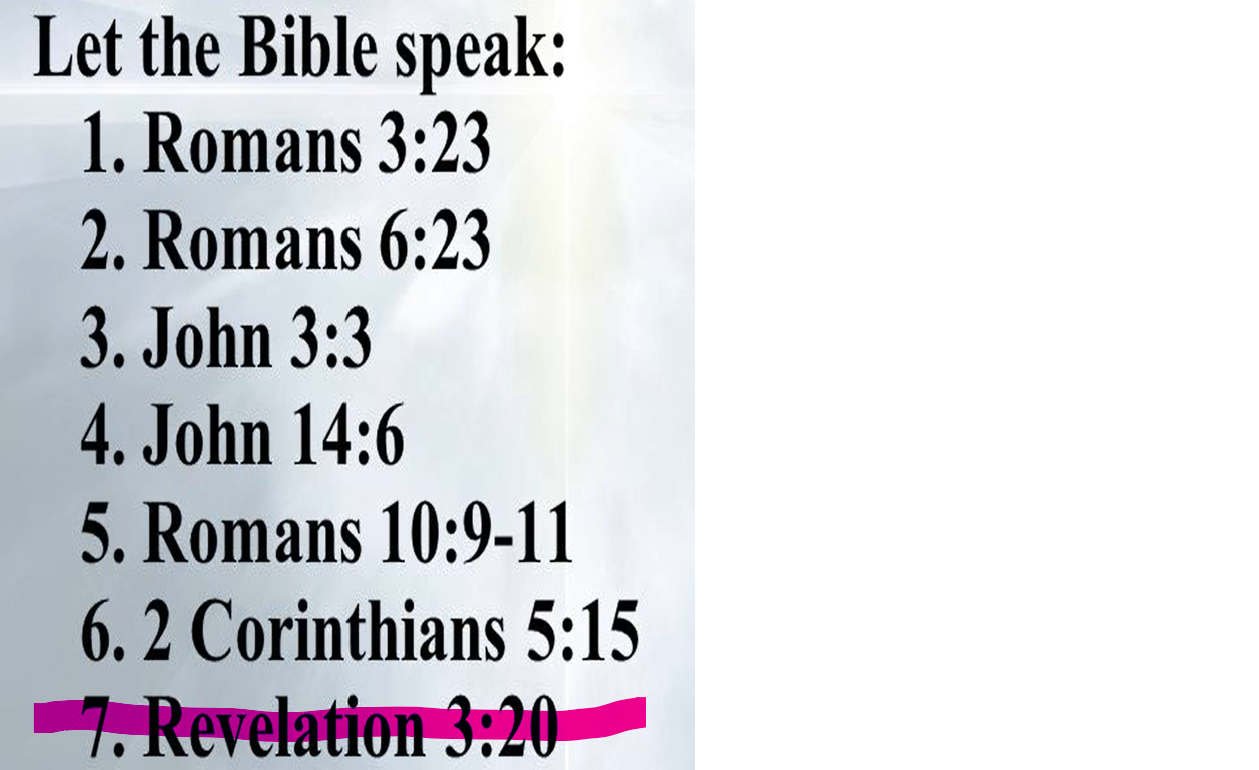 Let the Bible speak:
1. Romans 3:23
2. Romans 6:23
3. John 3:3
4. John 14:6
5. Romans 10:9-11
6. 2 Corinthians 5:15
7. Revelation 3:20